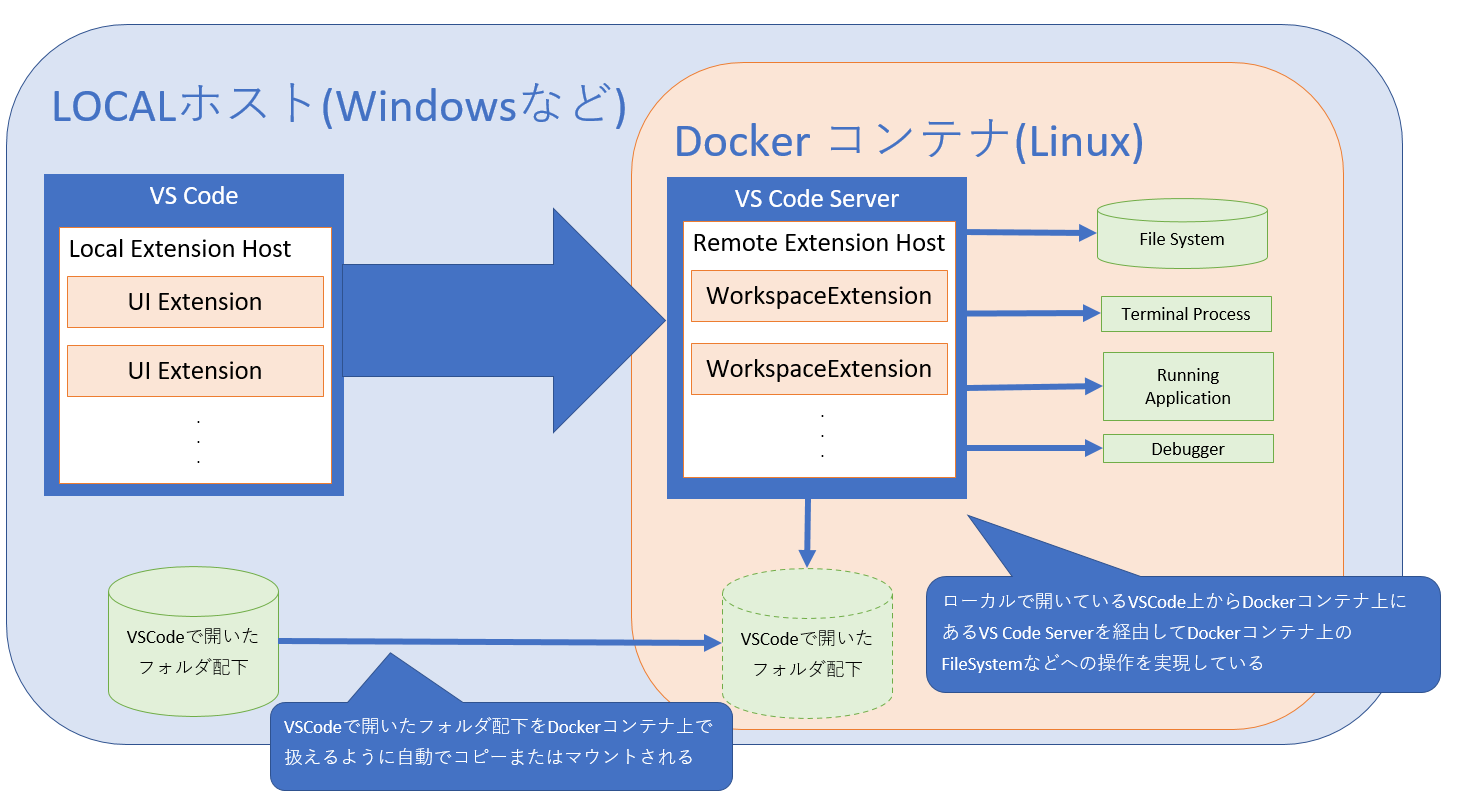 LOCALホスト(Windowsなど)
Docker コンテナ(Linux)
VS Code
Local Extension Host
UI Extension
UI Extension
.
.
.
VS Code Server
Remote Extension Host
WorkspaceExtension
WorkspaceExtension
.
.
.
File System
Terminal Process
Running
Application
Debugger
VSCodeで開いた
フォルダ配下
VSCodeで開いた
フォルダ配下
ローカルで開いているVSCode上からDockerコンテナ上に
あるVS Code Serverを経由してDockerコンテナ上の
FileSystemなどへの操作を実現している
VSCodeで開いたフォルダ配下をDockerコンテナ上で
扱えるように自動でコピーまたはマウントされる